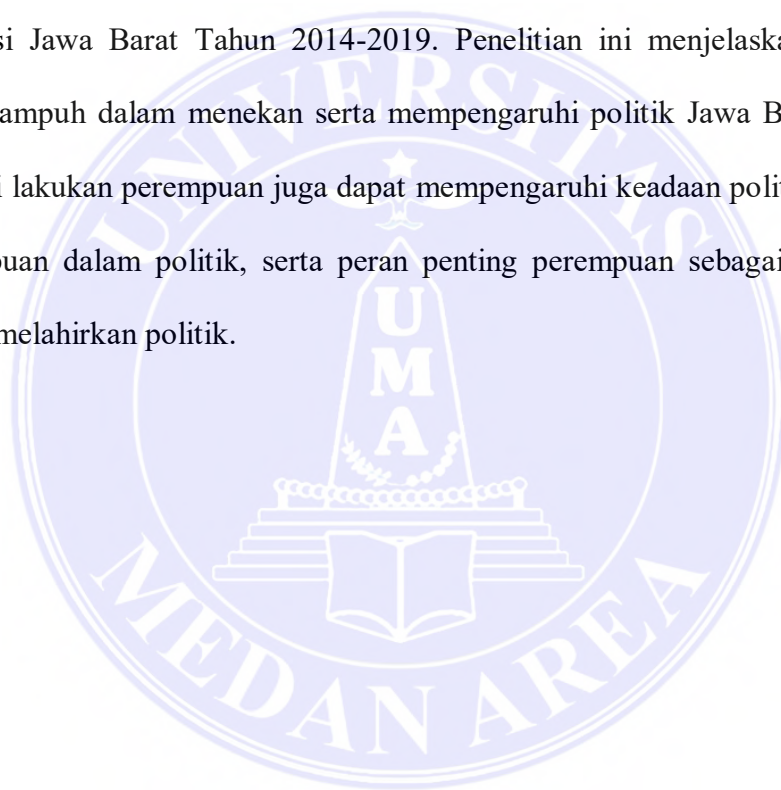 si Jawa Barat Tahun 2014-2019. Penelitian ini menjelaska
ampuh dalam menekan serta mempengaruhi politik Jawa B
i lakukan perempuan juga dapat mempengaruhi keadaan polit
puan dalam politik, serta peran penting perempuan sebagai
melahirkan politik.
UNIVERSITAS
UMA
MEDAN AREA